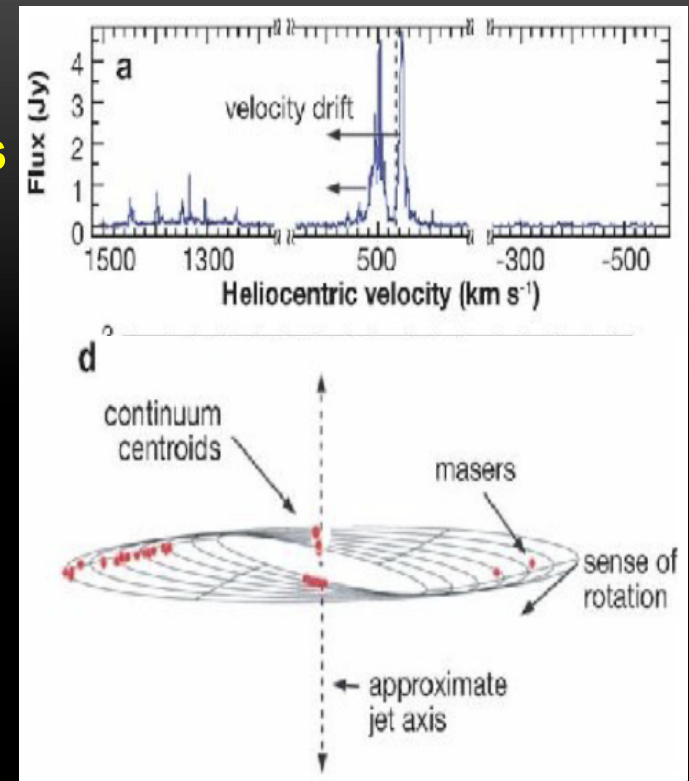 a
4
3
2
1
0
Flux (Jy)
velocity drift
1500 1300 500 -300 -500
Heliocentric velocity (km s⁻¹)
d
continuum
centroids
masers
sense of
rotation
approximate
jet axis